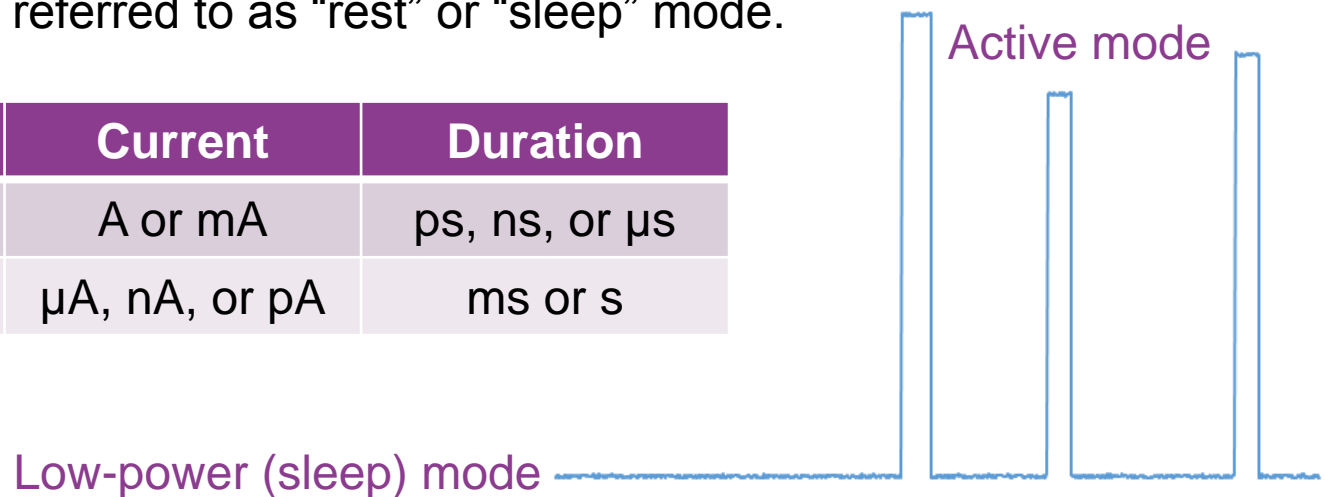 referred to as “rest” or “sleep” mode.
Active mode
Current Duration
A or mA ps, ns, or µs
µA, nA, or pA ms or s
Low-power (sleep) mode